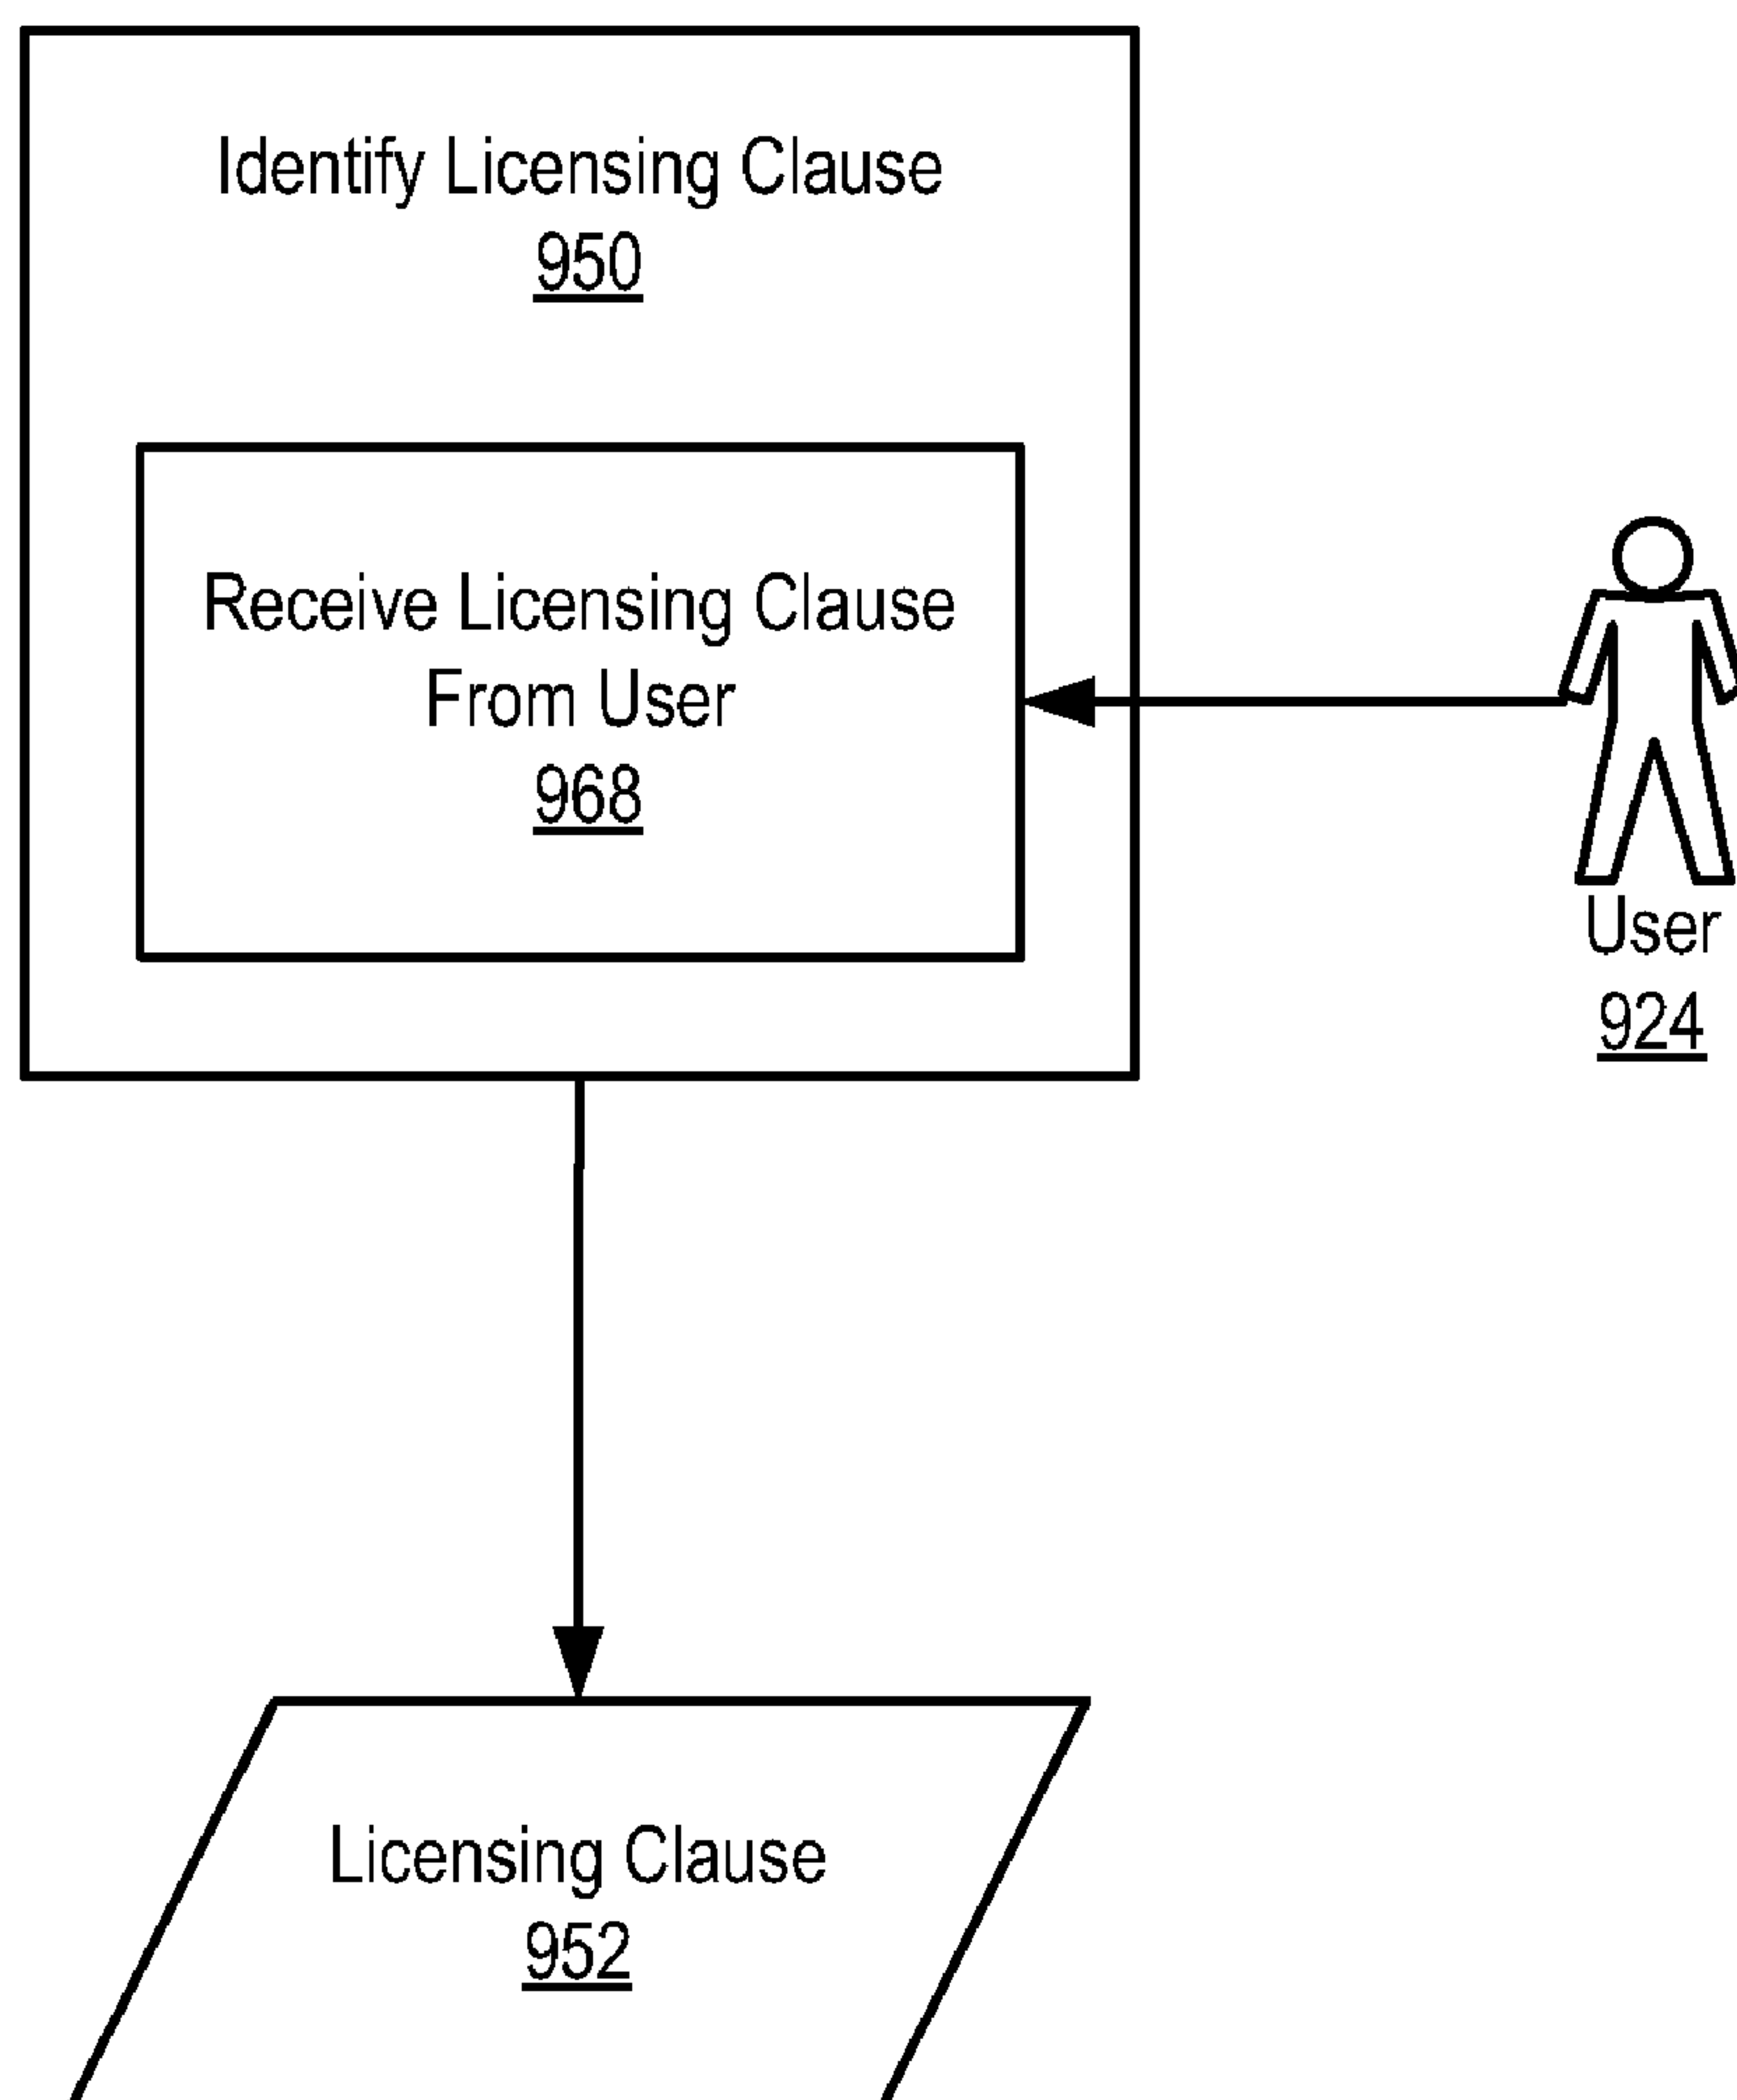 Identify Licensing Clause
950
Receive Licensing Clause
From User
968
User
924
Licensing Clause
952